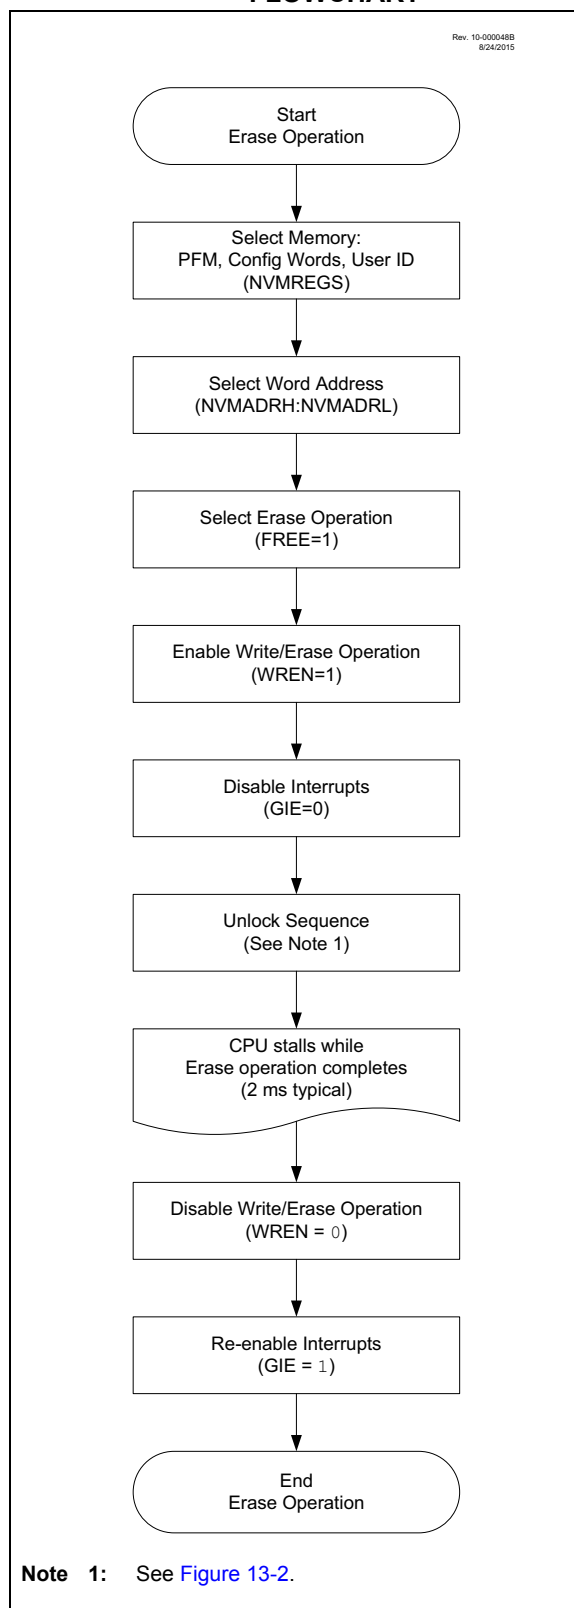 FLOWCHART
Rev. 10-000048B
8/24/2015
Start
Erase Operation
Select Memory:
PFM, Config Words, User ID
(NVMREGS)
Select Word Address
(NVMADRH:NVMADRL)
Select Erase Operation
(FREE=1)
Enable Write/Erase Operation
(WREN=1)
Disable Interrupts
(GIE=0)
Unlock Sequence
(See Note 1)
CPU stalls while
Erase operation completes
(2 ms typical)
Disable Write/Erase Operation
(WREN = 0)
Re-enable Interrupts
(GIE = 1)
End
Erase Operation
Note 1: See Figure 13-2.